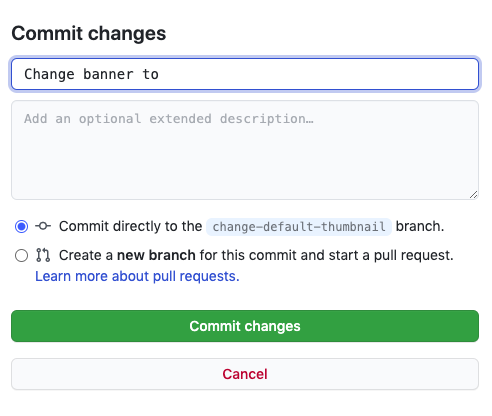 Commit changes
Change banner to
Add an optional extended description…
Commit directly to the change-default-thumbnail branch.
Create a new branch for this commit and start a pull request.
Learn more about pull requests.
Commit changes
Cancel